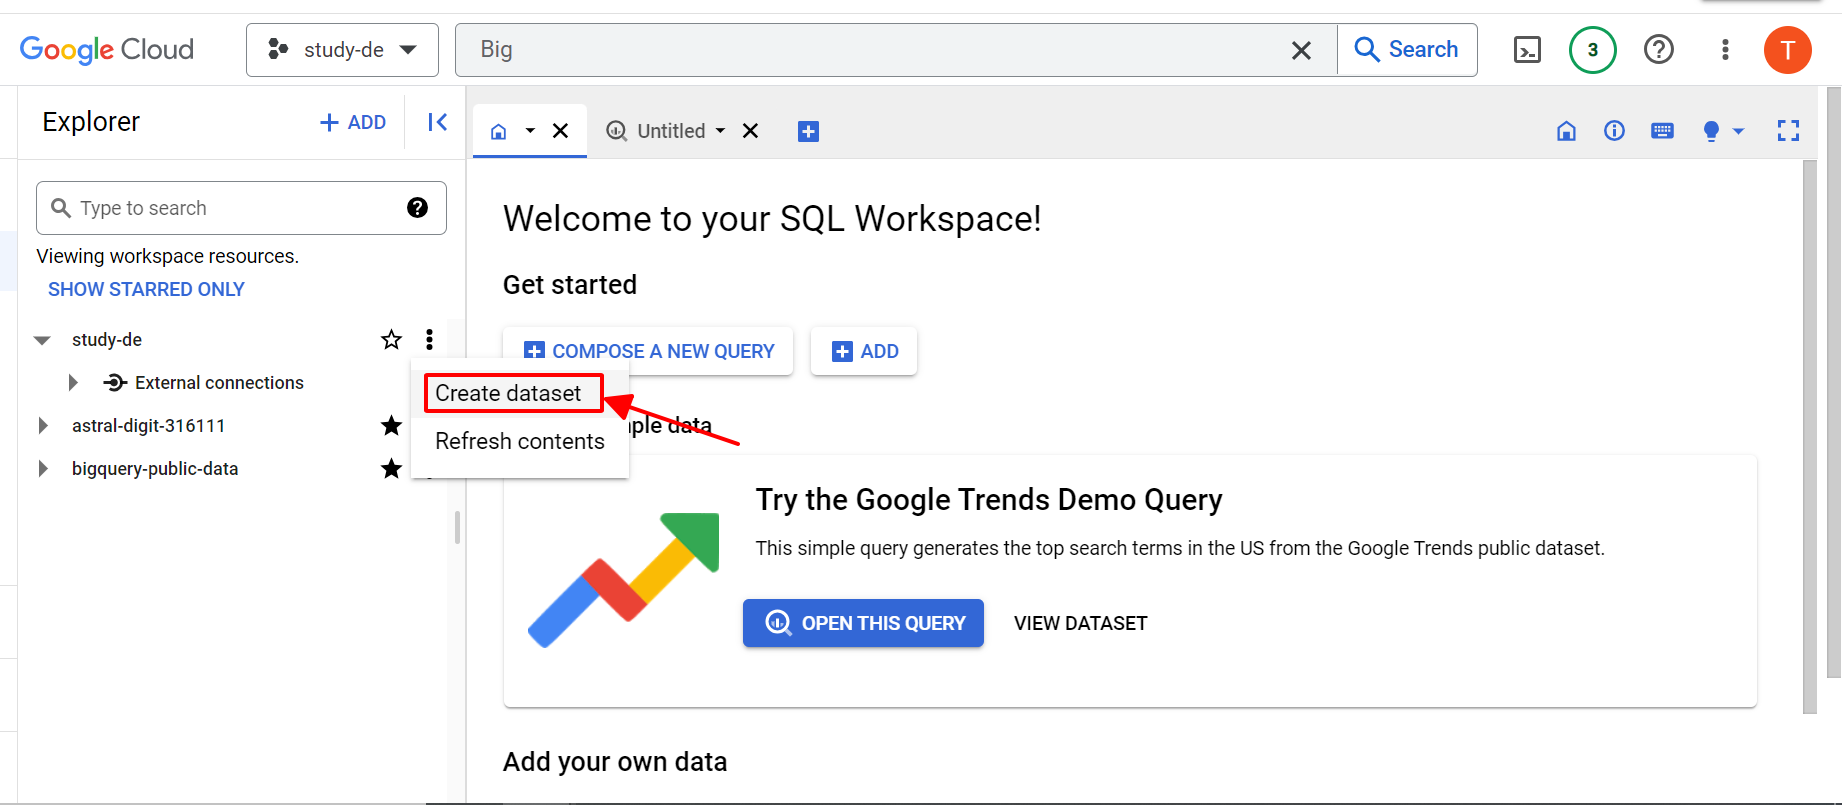 Google Cloud
study-de
Big
Search
3
T
Explorer
ADD
Untitled
Type to search
Viewing workspace resources.
SHOW STARRED ONLY
study-de
External connections
astral-digit-316111
bigquery-public-data
Create dataset
Refresh contents
Welcome to your SQL Workspace!
Get started
COMPOSE A NEW QUERY
ADD
ple data
Try the Google Trends Demo Query
This simple query generates the top search terms in the US from the Google Trends public dataset.
OPEN THIS QUERY
VIEW DATASET
Add your own data